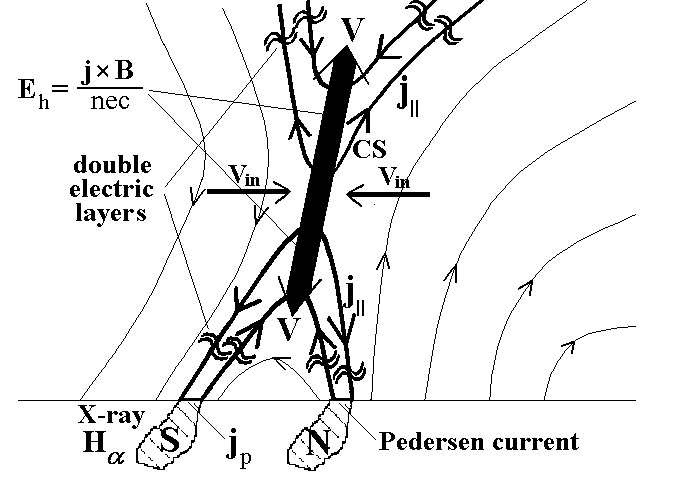 V
E_h = j × B / nec
j_||
CS
double
electric
layers
V_in
V_in
j_||
V
X-ray
H_α
S
j_p
N
Pedersen current